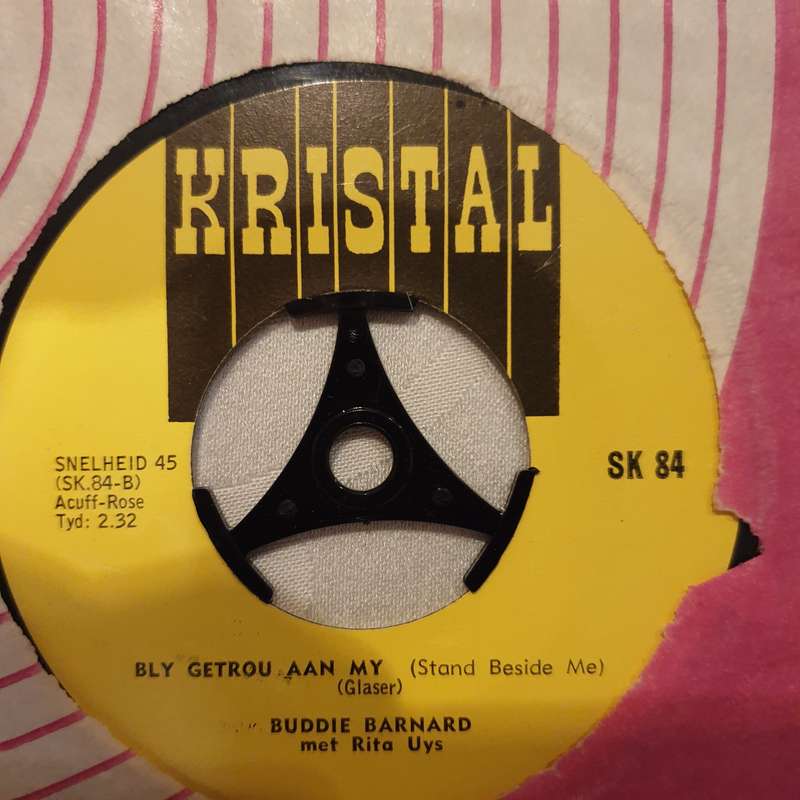 KRISTAL
SNELHEID 45
(SK.84-B)
Acuff-Rose
Tyd: 2.32
SK 84
BLY GETROU AAN MY (Stand Beside Me)
(Glaser)
BUDDIE BARNARD
met Rita Uys